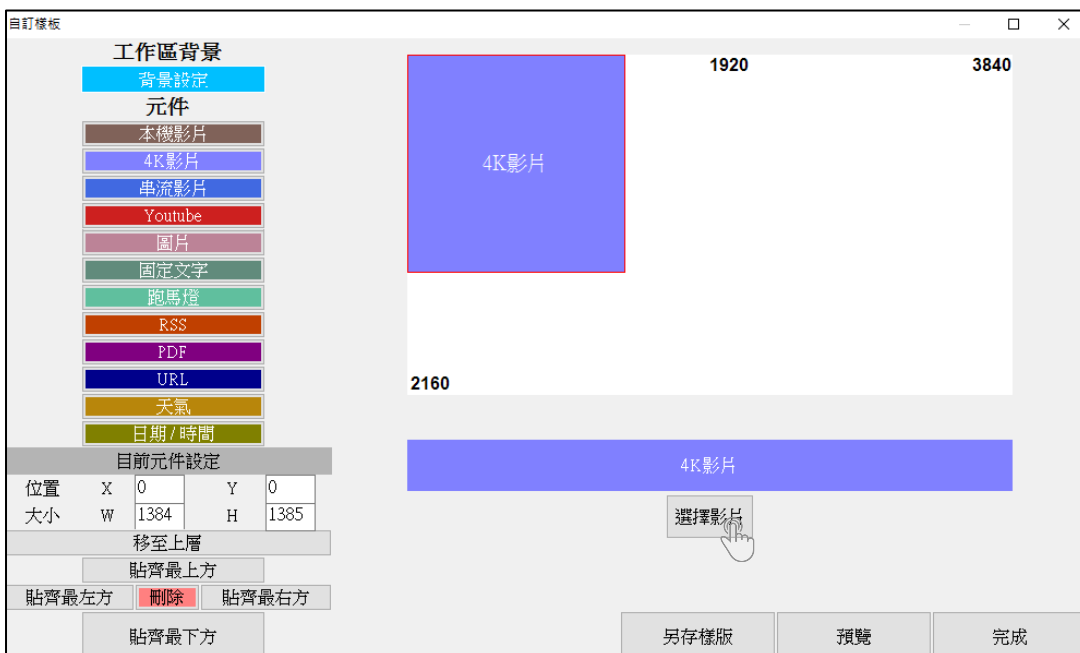 自訂樣板
工作區背景
背景設定
元件
本機影片
4K影片
串流影片
Youtube
圖片
固定文字
跑馬燈
RSS
PDF
URL
天氣
日期/時間
目前元件設定
位置 X 0 Y 0
大小 W 1384 H 1385
移至上層
貼齊最上方
貼齊最左方 刪除 貼齊最右方
貼齊最下方
1920 3840
4K影片
2160
4K影片
選擇影片
另存樣版 預覽 完成